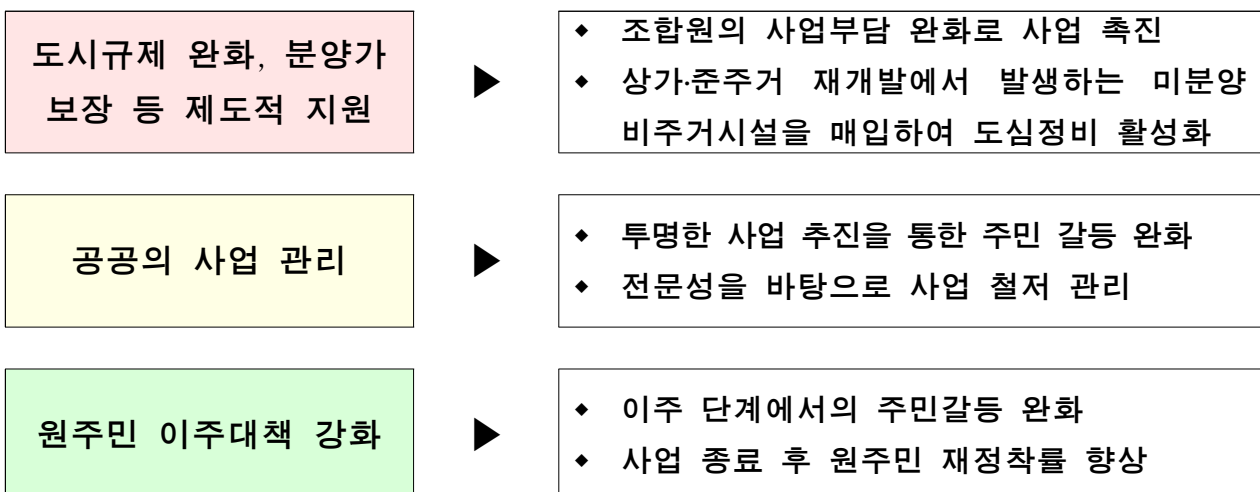 도시규제 완화, 분양가
보장 등 제도적 지원
▶
◆ 조합원의 사업부담 완화로 사업 촉진
◆ 상가·준주거 재개발에서 발생하는 미분양
비주거시설을 매입하여 도심정비 활성화
공공의 사업 관리
▶
◆ 투명한 사업 추진을 통한 주민 갈등 완화
◆ 전문성을 바탕으로 사업 철저 관리
원주민 이주대책 강화
▶
◆ 이주 단계에서의 주민갈등 완화
◆ 사업 종료 후 원주민 재정착률 향상